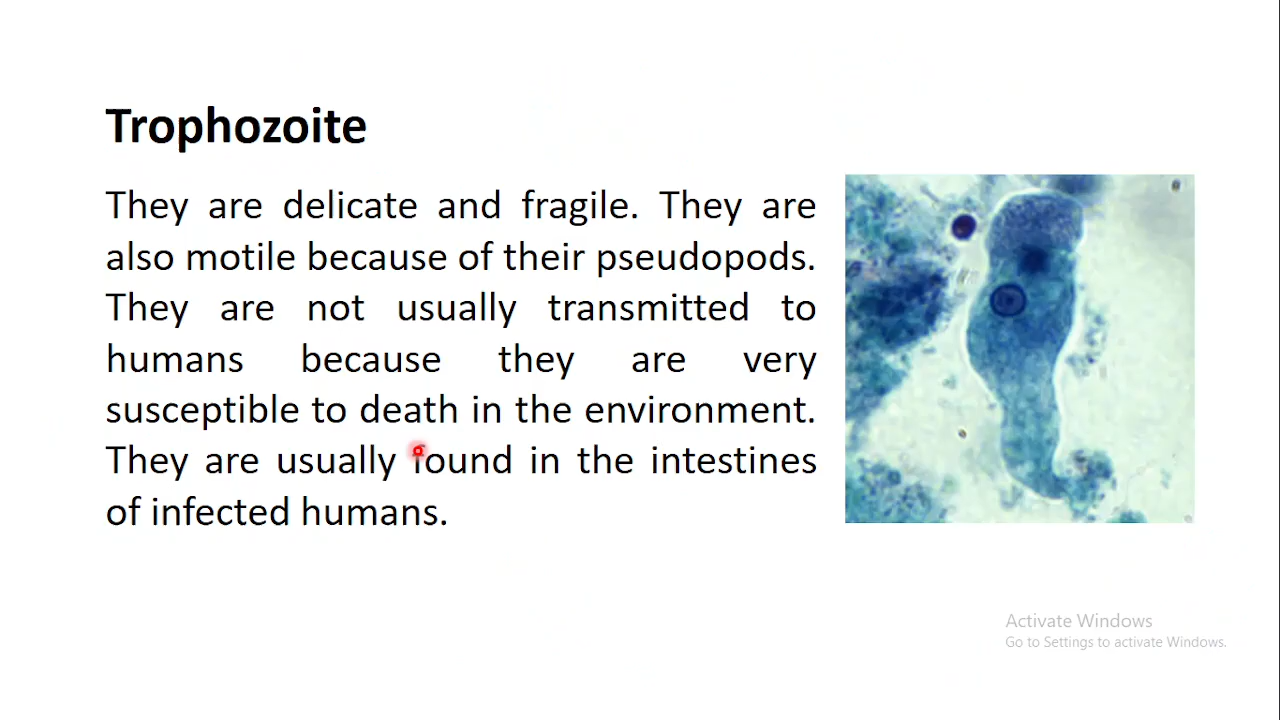 Trophozoite
They are delicate and fragile. They are
also motile because of their pseudopods.
They are not usually transmitted to
humans because they are very
susceptible to death in the environment.
They are usually found in the intestines
of infected humans.
Activate Windows
Go to Settings to activate Windows.